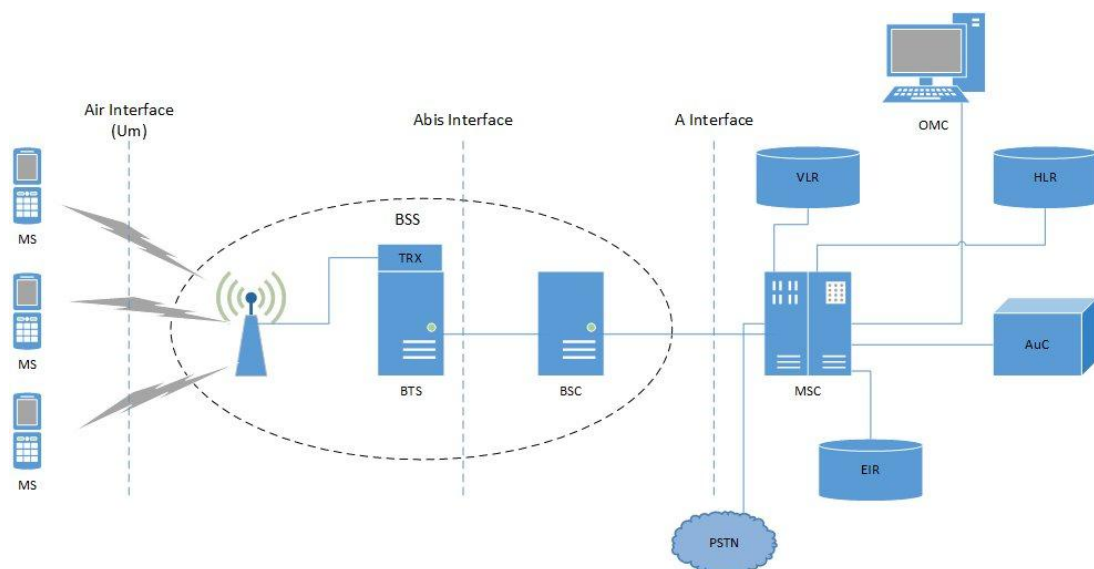 OMC
Air Interface
(Um)
Abis Interface
A Interface
VLR
HLR
MS
BSS
TRX
MS
BTS
BSC
MSC
AuC
MS
EIR
PSTN